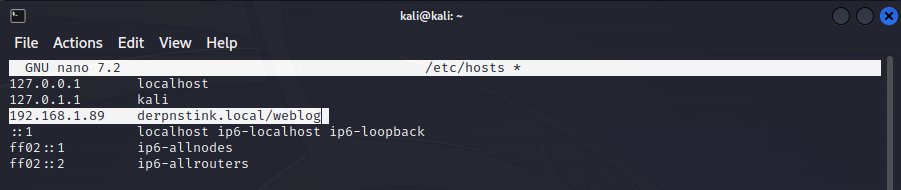 kali@kali: ~
File Actions Edit View Help
GNU nano 7.2 /etc/hosts *
127.0.0.1 localhost
127.0.1.1 kali
192.168.1.89 derpnstink.local/weblog
::1 localhost ip6-localhost ip6-loopback
ff02::1 ip6-allnodes
ff02::2 ip6-allrouters